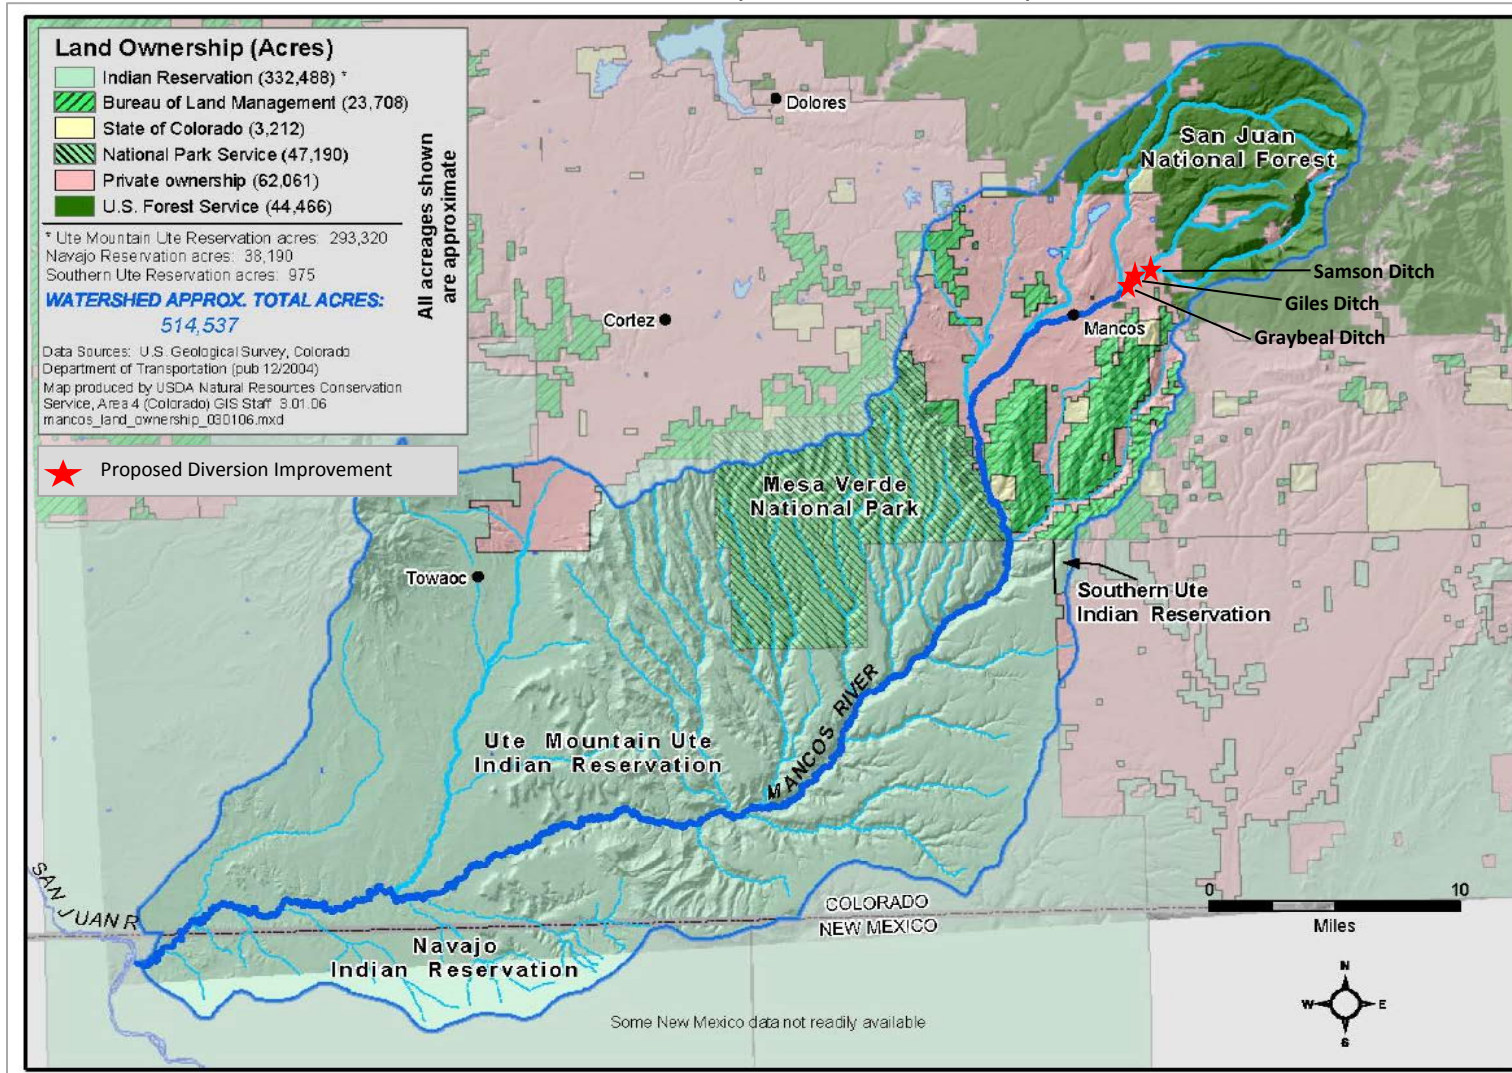 Land Ownership (Acres)
Indian Reservation (332,488) *
Bureau of Land Management (23,708)
State of Colorado (3,212)
National Park Service (47,190)
Private ownership (62,061)
U.S. Forest Service (44,466)
All acreages shown
are approximate
* Ute Mountain Ute Reservation acres: 293,320
Navajo Reservation acres: 38,190
Southern Ute Reservation acres: 975
WATERSHED APPROX. TOTAL ACRES:
514,537
Data Sources: U.S. Geological Survey, Colorado
Department of Transportation (pub 12/2004)
Map produced by USDA Natural Resources Conservation
Service, Area 4 (Colorado) GIS Staff 3.01.06
mancos_land_ownership_030106.mxd
Proposed Diversion Improvement
Dolores
San Juan
National Forest
Samson Ditch
Giles Ditch
Graybeal Ditch
Cortez
Mancos
Mesa Verde
National Park
Towaoc
Southern Ute
Indian Reservation
MANCOS RIVER
Ute Mountain Ute
Indian Reservation
SAN JUAN R
COLORADO
NEW MEXICO
Navajo
Indian Reservation
0 10
Miles
N
W E
S
Some New Mexico data not readily available